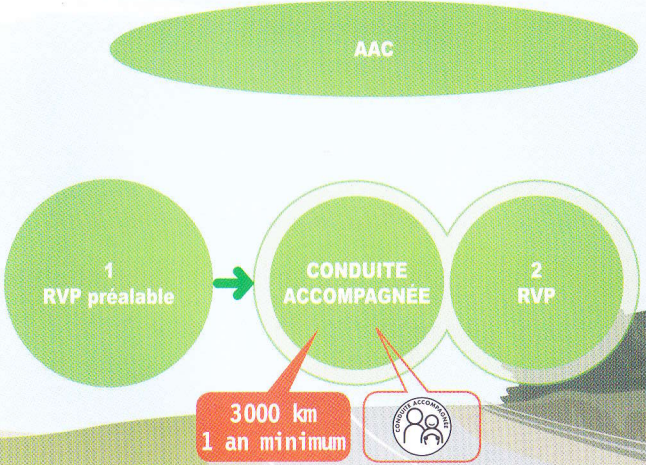 AAC
1
RVP préalable
CONDUITE
ACCOMPAGNÉE
2
RVP
3000 km
1 an minimum
CONDUITE ACCOMPAGNÉE